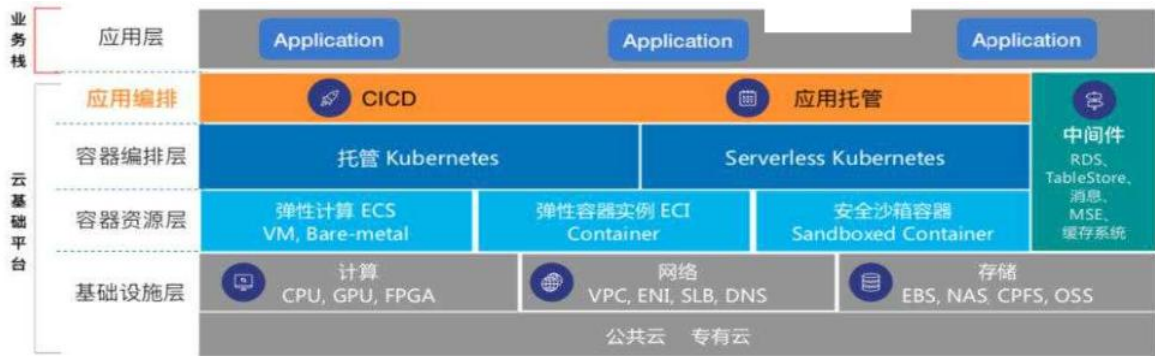 业务栈
应用层
Application
Application
Application
云基础平台
应用编排
CICD
应用托管
中间件
RDS、
TableStore、
消息、
MSE、
缓存系统
容器编排层
托管 Kubernetes
Serverless Kubernetes
容器资源层
弹性计算 ECS
VM, Bare-metal
弹性容器实例 ECI
Container
安全沙箱容器
Sandboxed Container
基础设施层
计算
CPU, GPU, FPGA
网络
VPC, ENI, SLB, DNS
存储
EBS, NAS, CPFS, OSS
公共云 专有云